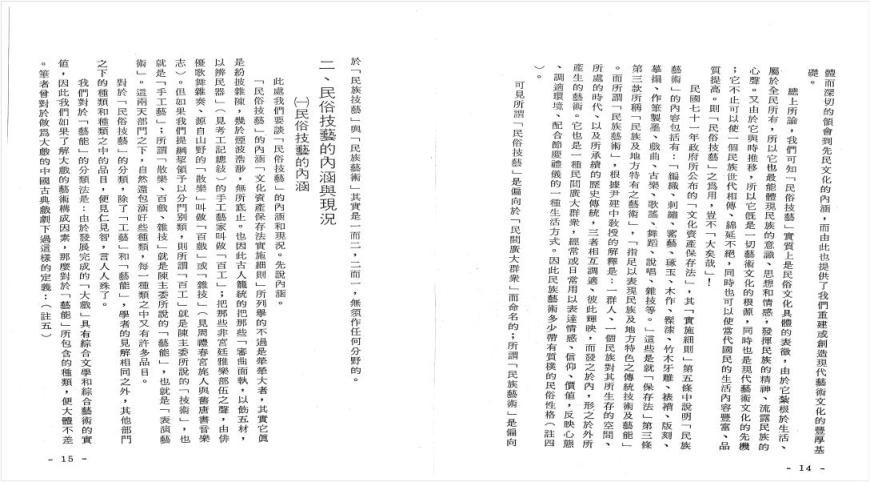 體而深切的領會到先民文化的內涵，而由此也提供了我們重建或創造現代藝術文化的豐厚基
礎。
總上所論，我們可知「民俗技藝」實質上是民俗文化具體的表徵，由於它紮根於生活、
屬於全民所有，所以它也最能體現民族的意識、思想和情感，發揮民族的精神、流露民族的
心聲。又由於它與時推移，所以它旣是一切藝術文化的根源，同時也是現代藝術文化的先機
；它不止可以使一個民族世代相傳、綿延不絕，同時也可以使當代國民的生活內容豐富、品
質提高。則「民俗技藝」之爲用，豈不「大矣哉」！
民國七十一年政府所公布的「文化資產保存法」，其「實施細則」第五條中說明「民族
藝術」的內容包括有：「編織、刺繡、窰藝、琢玉、木作、髹漆、竹木牙雕、裱褙、版刻、
摹搨、作筆製墨、戲曲、古樂、歌謠、舞蹈、說唱、雜技等。」這些是就「保存法」第三條
第三款所稱「民族及地方特有之藝術」，「指足以表現民族及地方特色之傳統技術及藝能」
。而所謂「民族藝術」，根據尹建中教授的解釋是：一群人、一個民族對其所生存的空間、
所處的時代、以及所承續的歷史傳統，三者相互調適、彼此輝映，而發之於內，形之於外所
產生的藝術。它也是一種民間廣大群衆，經常或日常用以表達情感、信仰、價值，反映心態
、調適環境、配合節慶禮儀的一種生活方式。因此民族藝術多少帶有質樸的民俗性格（註四
）。
可見所謂「民俗技藝」是偏向於「民間廣大群衆」而命名的；所謂「民族藝術」是偏向
- 14 -
於「民族技藝」與「民族藝術」其實是一而二，二而一，無須作任何分野的。
二、民俗技藝的內涵與現況
㈠民俗技藝的內涵
此處我們要談「民俗技藝」的內涵和現況。先說內涵。
「民俗技藝」的內涵，「文化資產保存法實施細則」所列擧的不過是犖犖大者，其實它眞
是紛披雜陳，幾於煙波浩渺，無所底止。也因此古人籠統的把那些「審曲面執，以飭五材，
以辨民器」（見考工記總敍）的手工藝家叫做「百工」；把那些非宮廷雅樂部伍之聲，由俳
優歌舞雜奏、源自山野的「散樂」叫做「百戲」或「雜技」（見周禮春官旄人與舊唐書音樂
志）。但如果我們提綱挈領予以分門別類，則所謂「百工」就是陳主委所說的「技術」，也
就是「手工藝」；所謂「散樂、百戲、雜技」就是陳主委所說的「藝能」，也就是「表演藝
術」。這兩大部門之下，自然還包涵好些種類，每一種類之中又有許多品目。
對於「民俗技藝」的分類，除了「工藝」和「藝能」，學者的見解相同之外，其他部門
之下的種類和種類之中的品目，便見仁見智，言人人殊了。
我們對於「藝能」的分類法是：由於發展完成的「大戲」具有綜合文學和綜合藝術的實
值，因此我們如果了解大戲的藝術構成因素，那麼對於「藝能」所包含的種類，便大體不差
。筆者曾對於做爲大戲的中國古典戲劇下過這樣的定義：（註五）
- 15 -